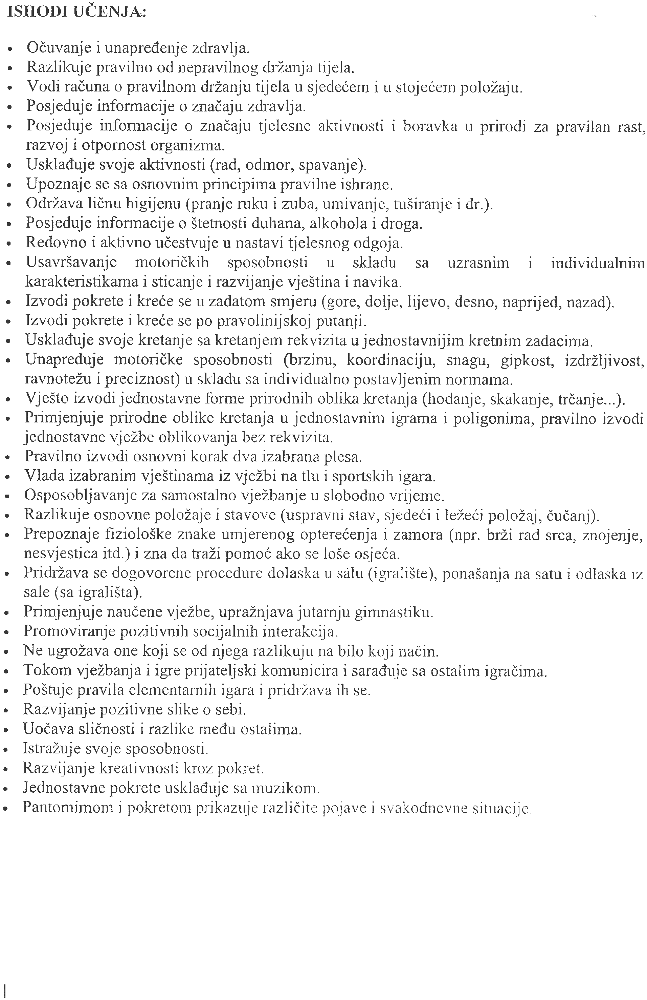 ISHODI UČENJA:
• Očuvanje i unapređenje zdravlja.
• Razlikuje pravilno od nepravilnog držanja tijela.
• Vodi računa o pravilnom držanju tijela u sjedećem i u stojećem položaju.
• Posjeduje informacije o značaju zdravlja.
• Posjeduje informacije o značaju tjelesne aktivnosti i boravka u prirodi za pravilan rast,
razvoj i otpornost organizma.
• Usklađuje svoje aktivnosti (rad, odmor, spavanje).
• Upoznaje se sa osnovnim principima pravilne ishrane.
• Održava ličnu higijenu (pranje ruku i zuba, umivanje, tuširanje i dr.).
• Posjeduje informacije o štetnosti duhana, alkohola i droga.
• Redovno i aktivno učestvuje u nastavi tjelesnog odgoja.
• Usavršavanje motoričkih sposobnosti u skladu sa uzrasnim i individualnim
karakteristikama i sticanje i razvijanje vještina i navika.
• Izvodi pokrete i kreće se u zadatom smjeru (gore, dolje, lijevo, desno, naprijed, nazad).
• Izvodi pokrete i kreće se po pravolinijskoj putanji.
• Usklađuje svoje kretanje sa kretanjem rekvizita u jednostavnijim kretnim zadacima.
• Unapređuje motoričke sposobnosti (brzinu, koordinaciju, snagu, gipkost, izdržljivost,
ravnotežu i preciznost) u skladu sa individualno postavljenim normama.
• Vješto izvodi jednostavne forme prirodnih oblika kretanja (hodanje, skakanje, trčanje...).
• Primjenjuje prirodne oblike kretanja u jednostavnim igrama i poligonima, pravilno izvodi
jednostavne vježbe oblikovanja bez rekvizita.
• Pravilno izvodi osnovni korak dva izabrana plesa.
• Vlada izabranim vještinama iz vježbi na tlu i sportskih igara.
• Osposobljavanje za samostalno vježbanje u slobodno vrijeme.
• Razlikuje osnovne položaje i stavove (uspravni stav, sjedeći i ležeći položaj, čučanj).
• Prepoznaje fiziološke znake umjerenog opterećenja i zamora (npr. brži rad srca, znojenje,
nesvjestica itd.) i zna da traži pomoć ako se loše osjeća.
• Pridržava se dogovorene procedure dolaska u salu (igralište), ponašanja na satu i odlaska iz
sale (sa igrališta).
• Primjenjuje naučene vježbe, upražnjava jutarnju gimnastiku.
• Promoviranje pozitivnih socijalnih interakcija.
• Ne ugrožava one koji se od njega razlikuju na bilo koji način.
• Tokom vježbanja i igre prijateljski komunicira i sarađuje sa ostalim igračima.
• Poštuje pravila elementarnih igara i pridržava ih se.
• Razvijanje pozitivne slike o sebi.
• Uočava sličnosti i razlike među ostalima.
• Istražuje svoje sposobnosti.
• Razvijanje kreativnosti kroz pokret.
• Jednostavne pokrete usklađuje sa muzikom.
• Pantomimom i pokretom prikazuje različite pojave i svakodnevne situacije.